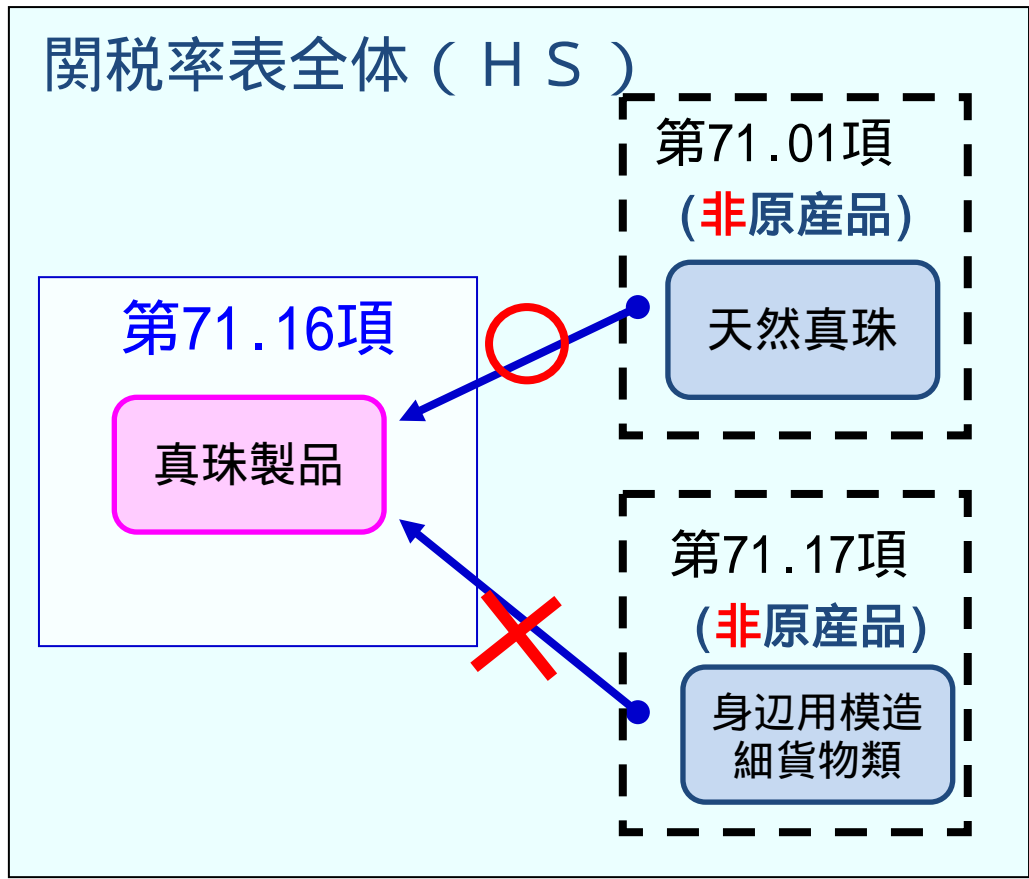 関税率表全体（ＨＳ）
第71.01項
(非原産品)
天然真珠
第71.16項
真珠製品
第71.17項
(非原産品)
身辺用模造
細貨物類